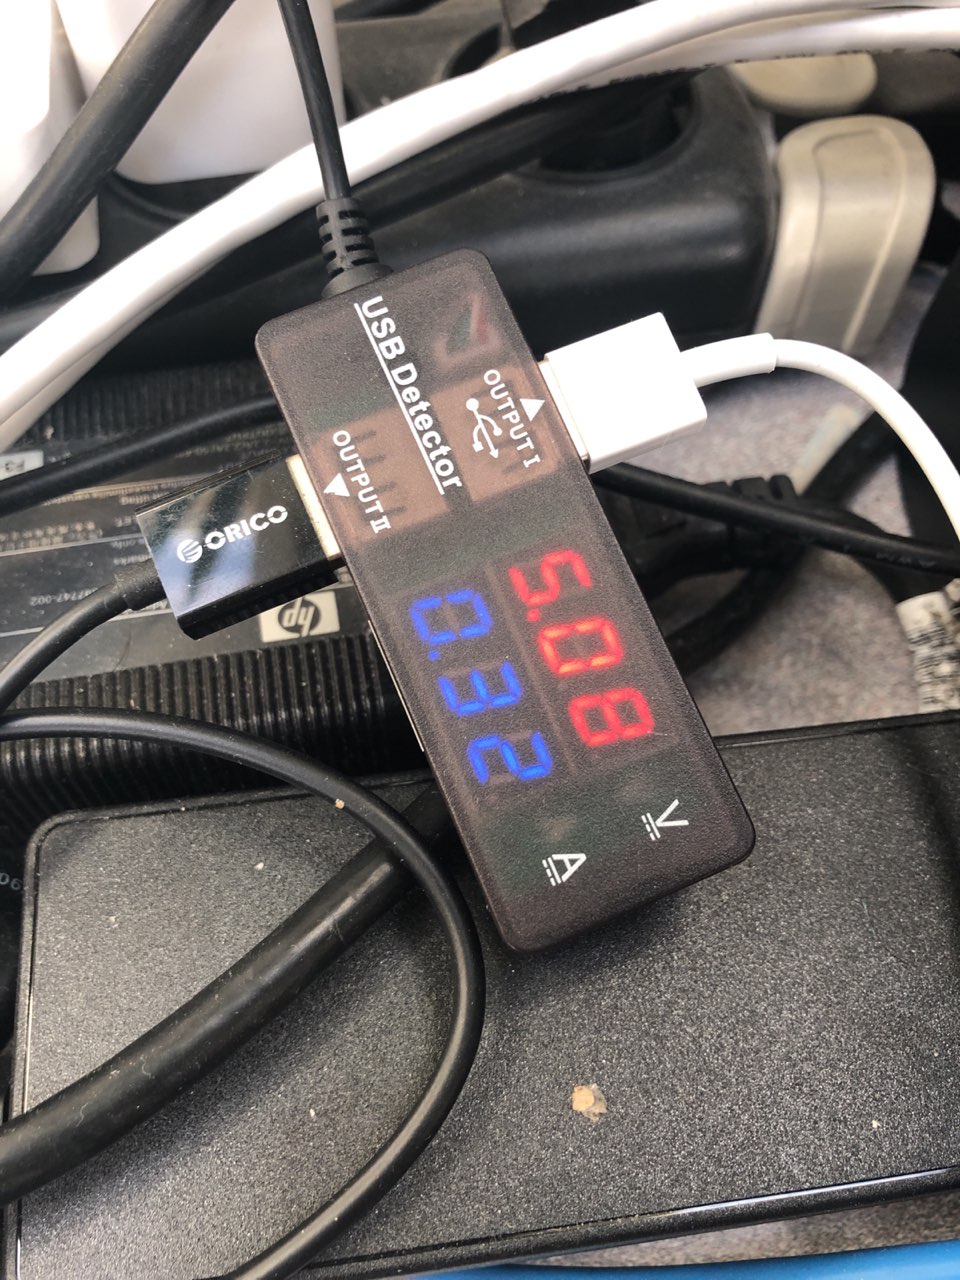 USB Detector
OUTPUT I
OUTPUT II
ORICO
5.08
0.32
V
A
hp